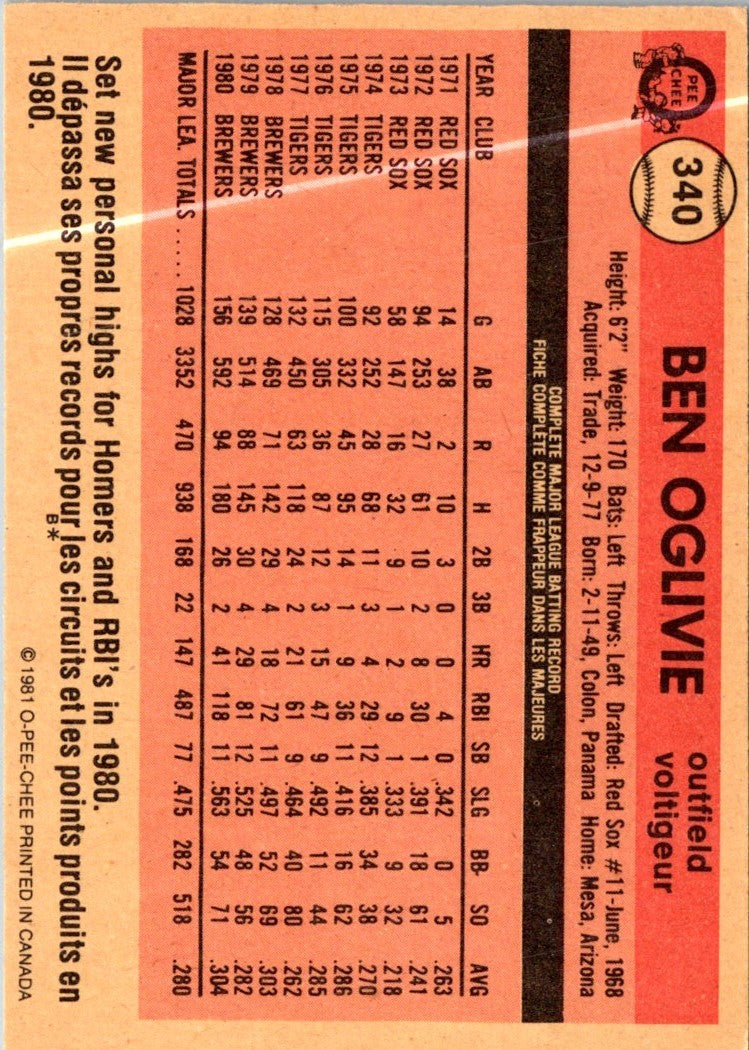 O
PEE
CHEE
340
BEN OGLIVIE
outfield
voltigeur
Height: 6'2" Weight: 170 Bats: Left Throws: Left Drafted: Red Sox #11-June, 1968
Acquired: Trade, 12-9-77 Born: 2-11-49, Colon, Panama Home: Mesa, Arizona
COMPLETE MAJOR LEAGUE BATTING RECORD
FICHE COMPLÈTE COMME FRAPPEUR DANS LES MAJEURES
YEAR CLUB G AB R H 2B 3B HR RBI SB SLG BB SO AVG
1971 RED SOX 14 38 2 10 3 0 0 4 0 .342 0 5 .263
1972 RED SOX 94 253 27 61 10 2 8 30 1 .391 18 61 .241
1973 RED SOX 58 147 16 32 9 1 2 9 1 .333 9 32 .218
1974 TIGERS 92 252 28 68 11 3 4 29 12 .385 34 38 .270
1975 TIGERS 100 332 45 95 14 1 9 36 11 .416 16 62 .286
1976 TIGERS 115 305 36 87 12 3 15 47 9 .492 11 44 .285
1977 TIGERS 132 450 63 118 24 2 21 61 9 .464 40 80 .262
1978 BREWERS 128 469 71 142 29 4 18 72 11 .497 52 69 .303
1979 BREWERS 139 514 88 145 30 4 29 81 12 .525 48 56 .282
1980 BREWERS 156 592 94 180 26 2 41 118 11 .563 54 71 .304
MAJOR LEA. TOTALS ..... 1028 3352 470 938 168 22 147 487 77 .475 282 518 .280
Set new personal highs for Homers and RBI's in 1980.
Il dépassa ses propres records pour les circuits et les points produits en
1980.
B*
© 1981 O-PEE-CHEE PRINTED IN CANADA